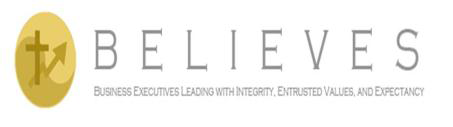 BELIEVES
BUSINESS EXECUTIVES LEADING WITH INTEGRITY, ENTRUSTED VALUES, AND EXPECTANCY